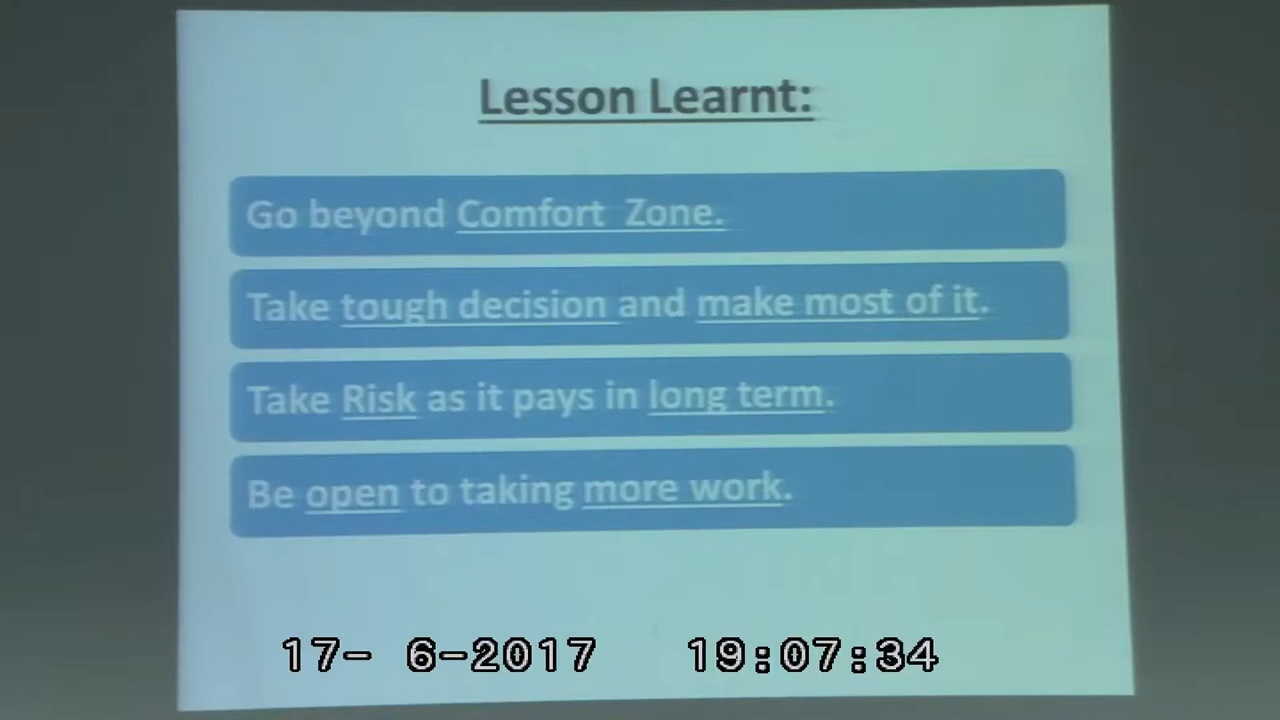 Lesson Learnt:
Go beyond Comfort Zone.
Take tough decision and make most of it.
Take Risk as it pays in long term.
Be open to taking more work.
17- 6-2017 19:07:34